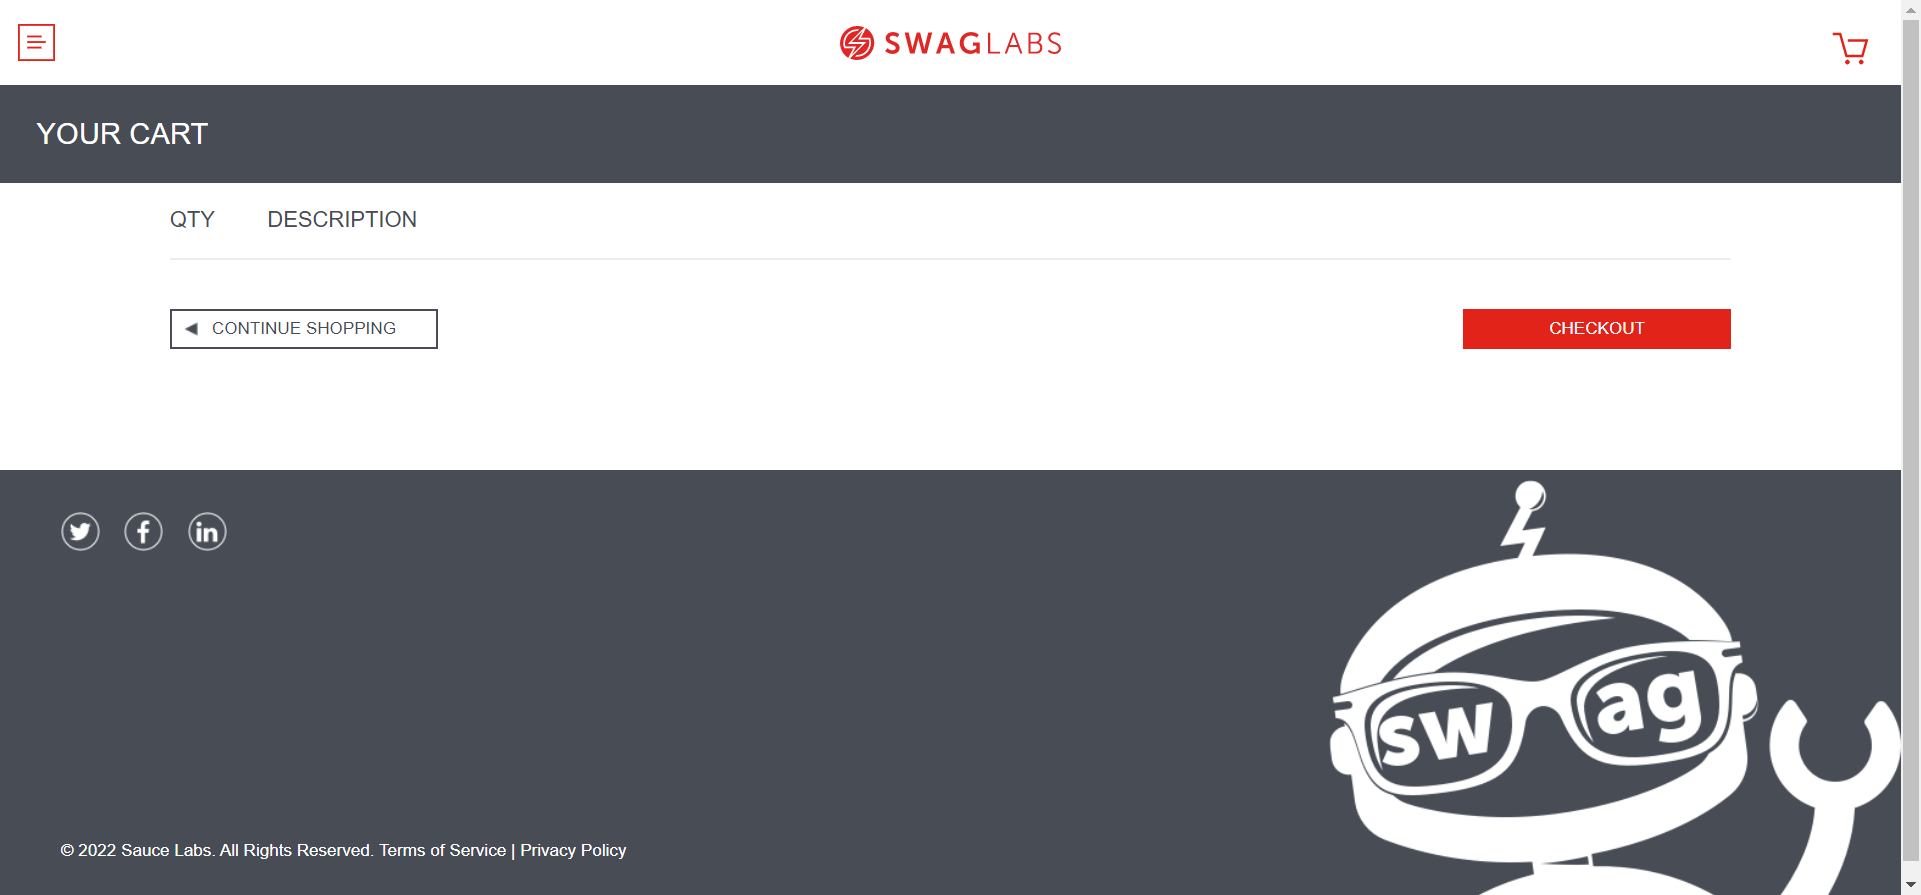 SWAGLABS
YOUR CART
QTY DESCRIPTION
CONTINUE SHOPPING
CHECKOUT
in
sw ag
© 2022 Sauce Labs. All Rights Reserved. Terms of Service | Privacy Policy